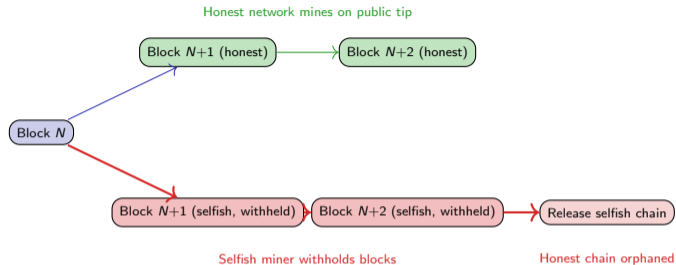 Honest network mines on public tip
Block N+1 (honest)
Block N+2 (honest)
Block N
Block N+1 (selfish, withheld)
Block N+2 (selfish, withheld)
Release selfish chain
Selfish miner withholds blocks
Honest chain orphaned